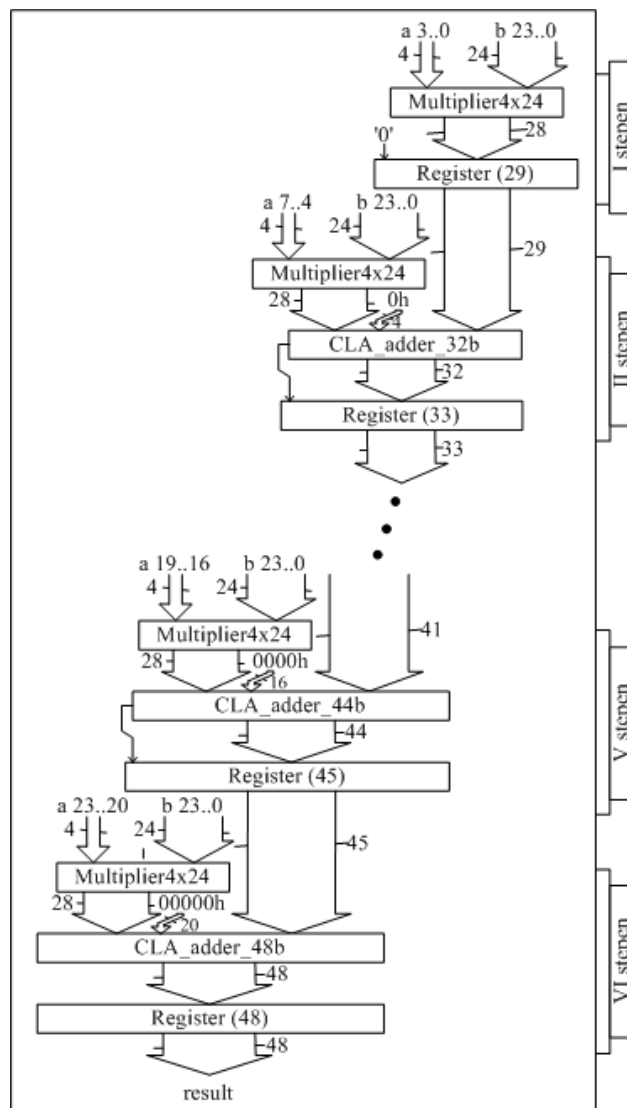 a 3..0 b 23..0
4 24
Multiplier4x24
'0' 28
Register (29)
I stepen
a 7..4 b 23..0
4 24 29
Multiplier4x24
28 0h
4
CLA_adder_32b
32
Register (33)
33
II stepen
a 19..16 b 23..0
4 24
Multiplier4x24 41
28 0000h
16
CLA_adder_44b
44
Register (45)
V stepen
a 23..20 b 23..0
4 24 45
Multiplier4x24
28 00000h
20
CLA_adder_48b
48
Register (48)
48
VI stepen
result